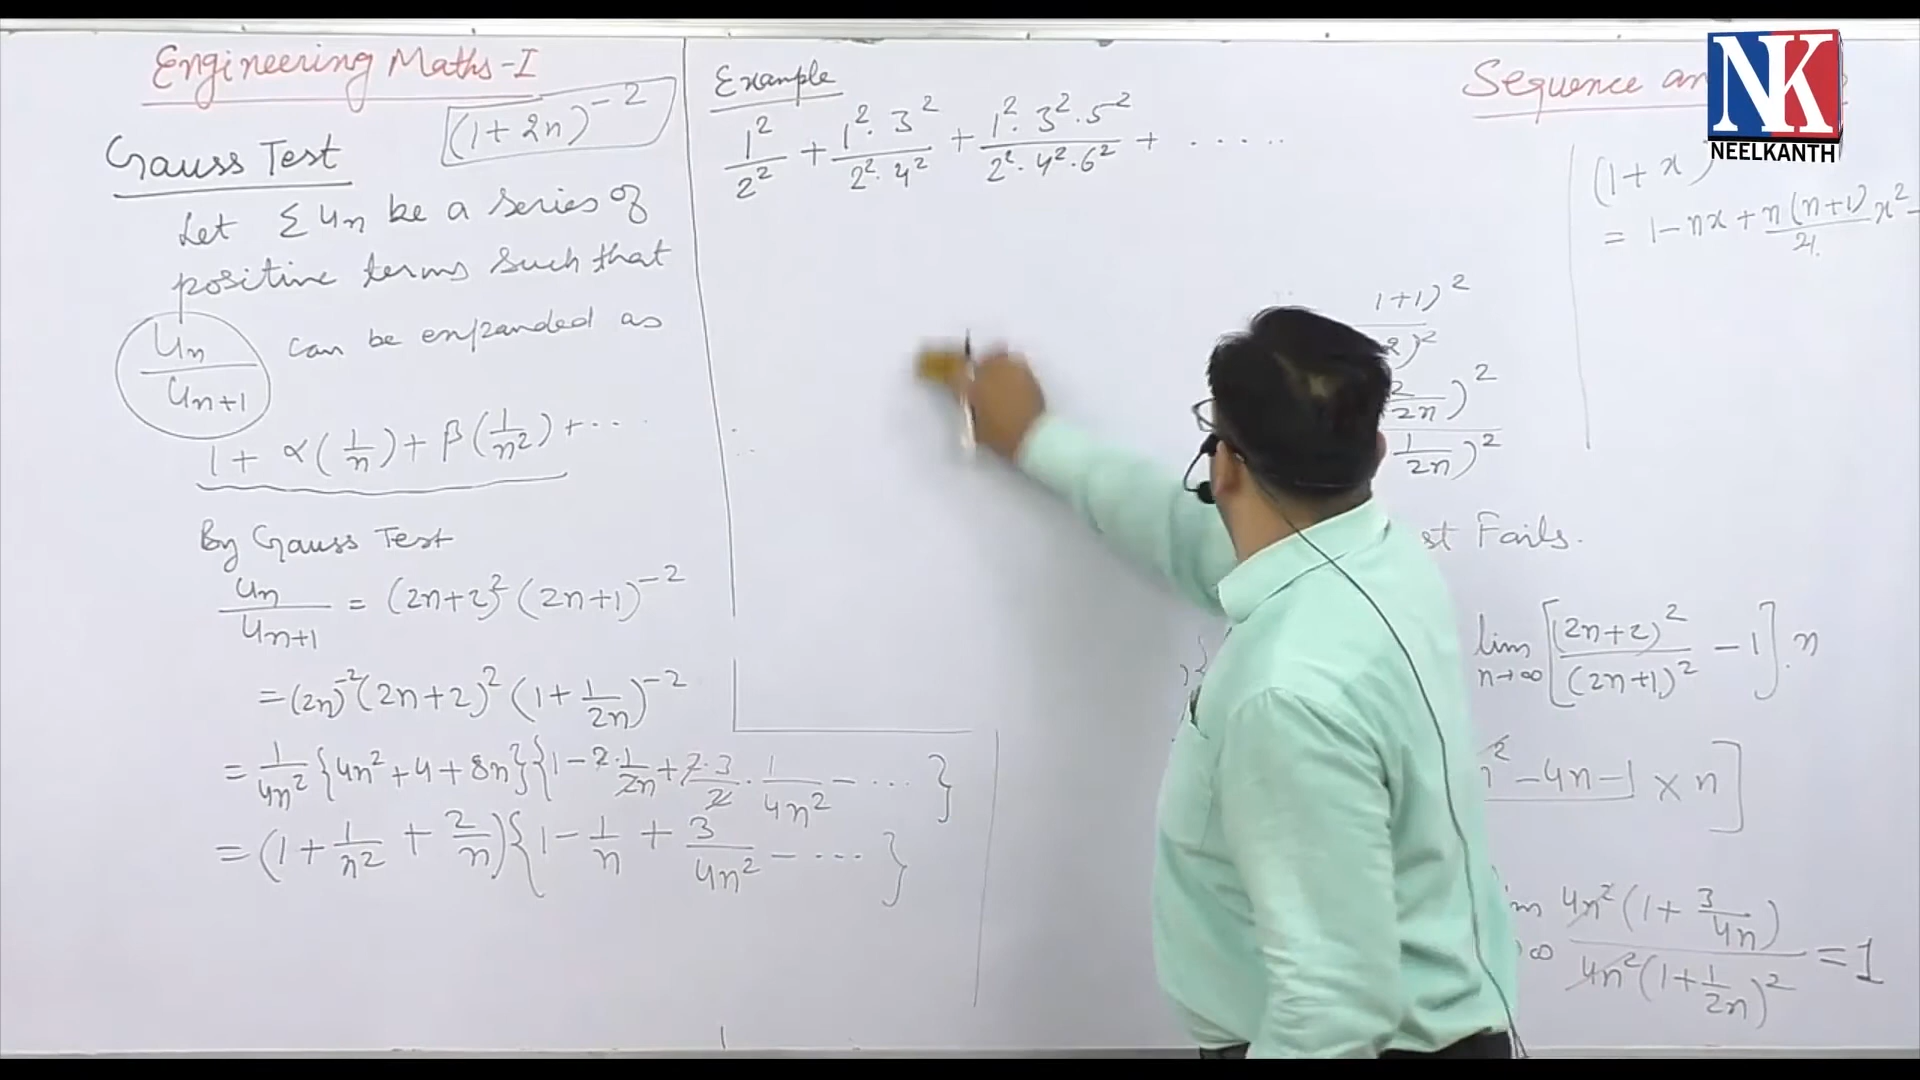 Engineering Maths-I
(1+2n)^-2
Gauss Test
Let Σun be a series of
positive terms such that
un/un+1 can be expanded as
1 + α(1/n) + β(1/n²) + ...
By Gauss Test
un/un+1 = (2n+2)² (2n+1)^-2
= (2n)^-2 (2n+2)² (1 + 1/2n)^-2
= 1/4n² {4n²+4+8n} {1 - 2·1/2n + 2·3/2 · 1/4n² - ... }
= (1 + 1/n² + 2/n) {1 - 1/n + 3/4n² - ... }
Example
1²/2² + 1²·3²/2²·4² + 1²·3²·5²/2²·4²·6² + ......
Sequence an
NK
NEELKANTH
(1+x)
= 1 - nx + n(n+1)/2! x² -
1+1)²
2)²
2/2n)²
1/2n)²
st Fails.
lim n→∞ [(2n+2)²/(2n+1)² - 1].n
² - 4n - 1 × n]
4n²(1 + 3/4n) / 4n²(1 + 1/2n)² = 1